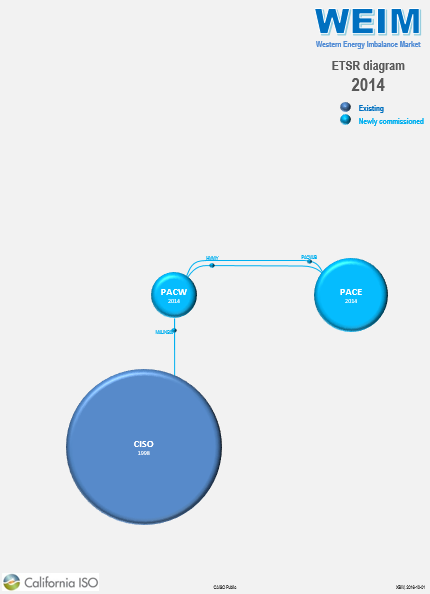 WEIM
Western Energy Imbalance Market
ETSR diagram
2014
Existing
Newly commissioned
PACW
2014
PACE
2014
CISO
1998
California ISO
CAISO Public